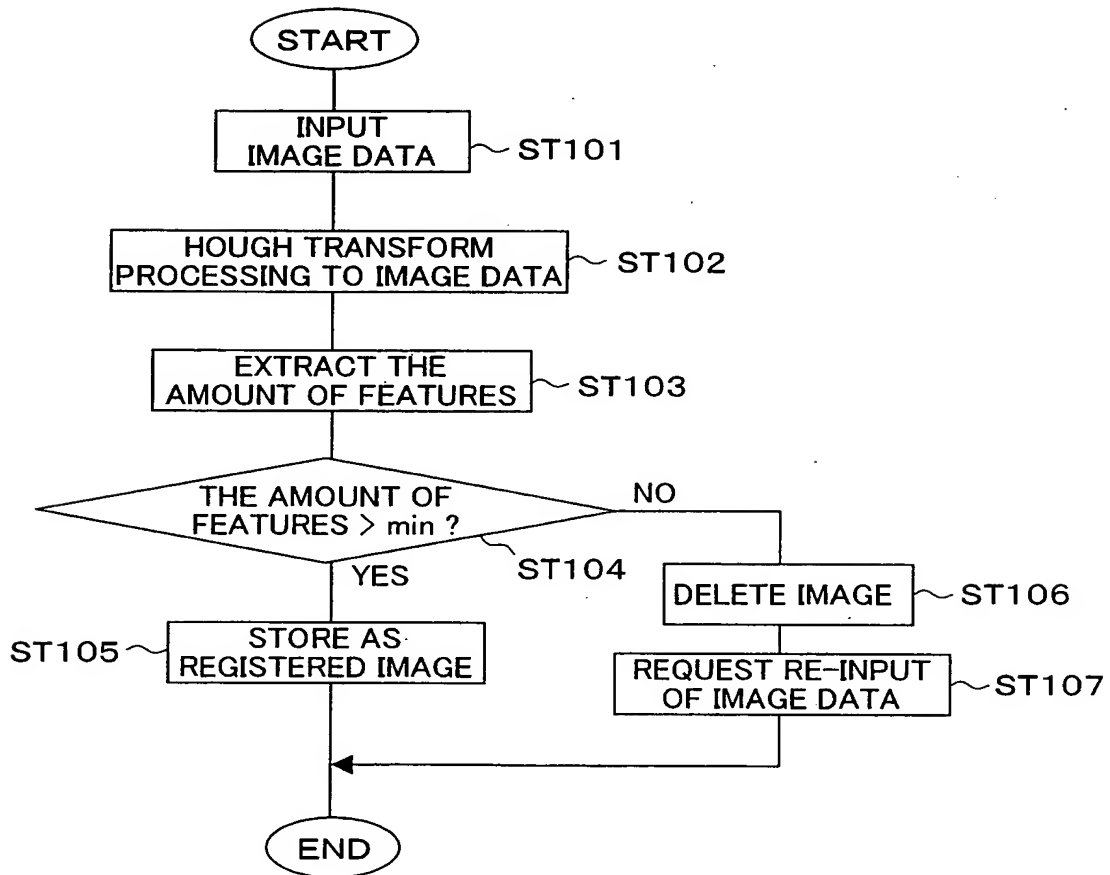 START
INPUT
IMAGE DATA
ST101
HOUGH TRANSFORM
PROCESSING TO IMAGE DATA
ST102
EXTRACT THE
AMOUNT OF FEATURES
ST103
THE AMOUNT OF
FEATURES > min ?
NO
ST104
YES
DELETE IMAGE
ST106
ST105
STORE AS
REGISTERED IMAGE
REQUEST RE-INPUT
OF IMAGE DATA
ST107
END